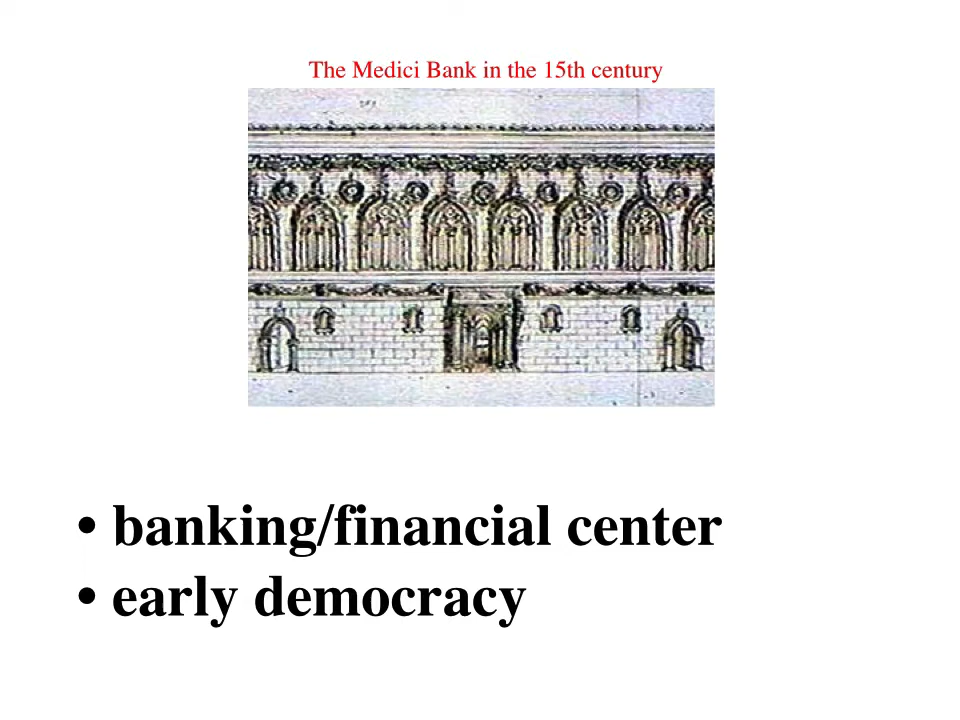 The Medici Bank in the 15th century
• banking/financial center
• early democracy